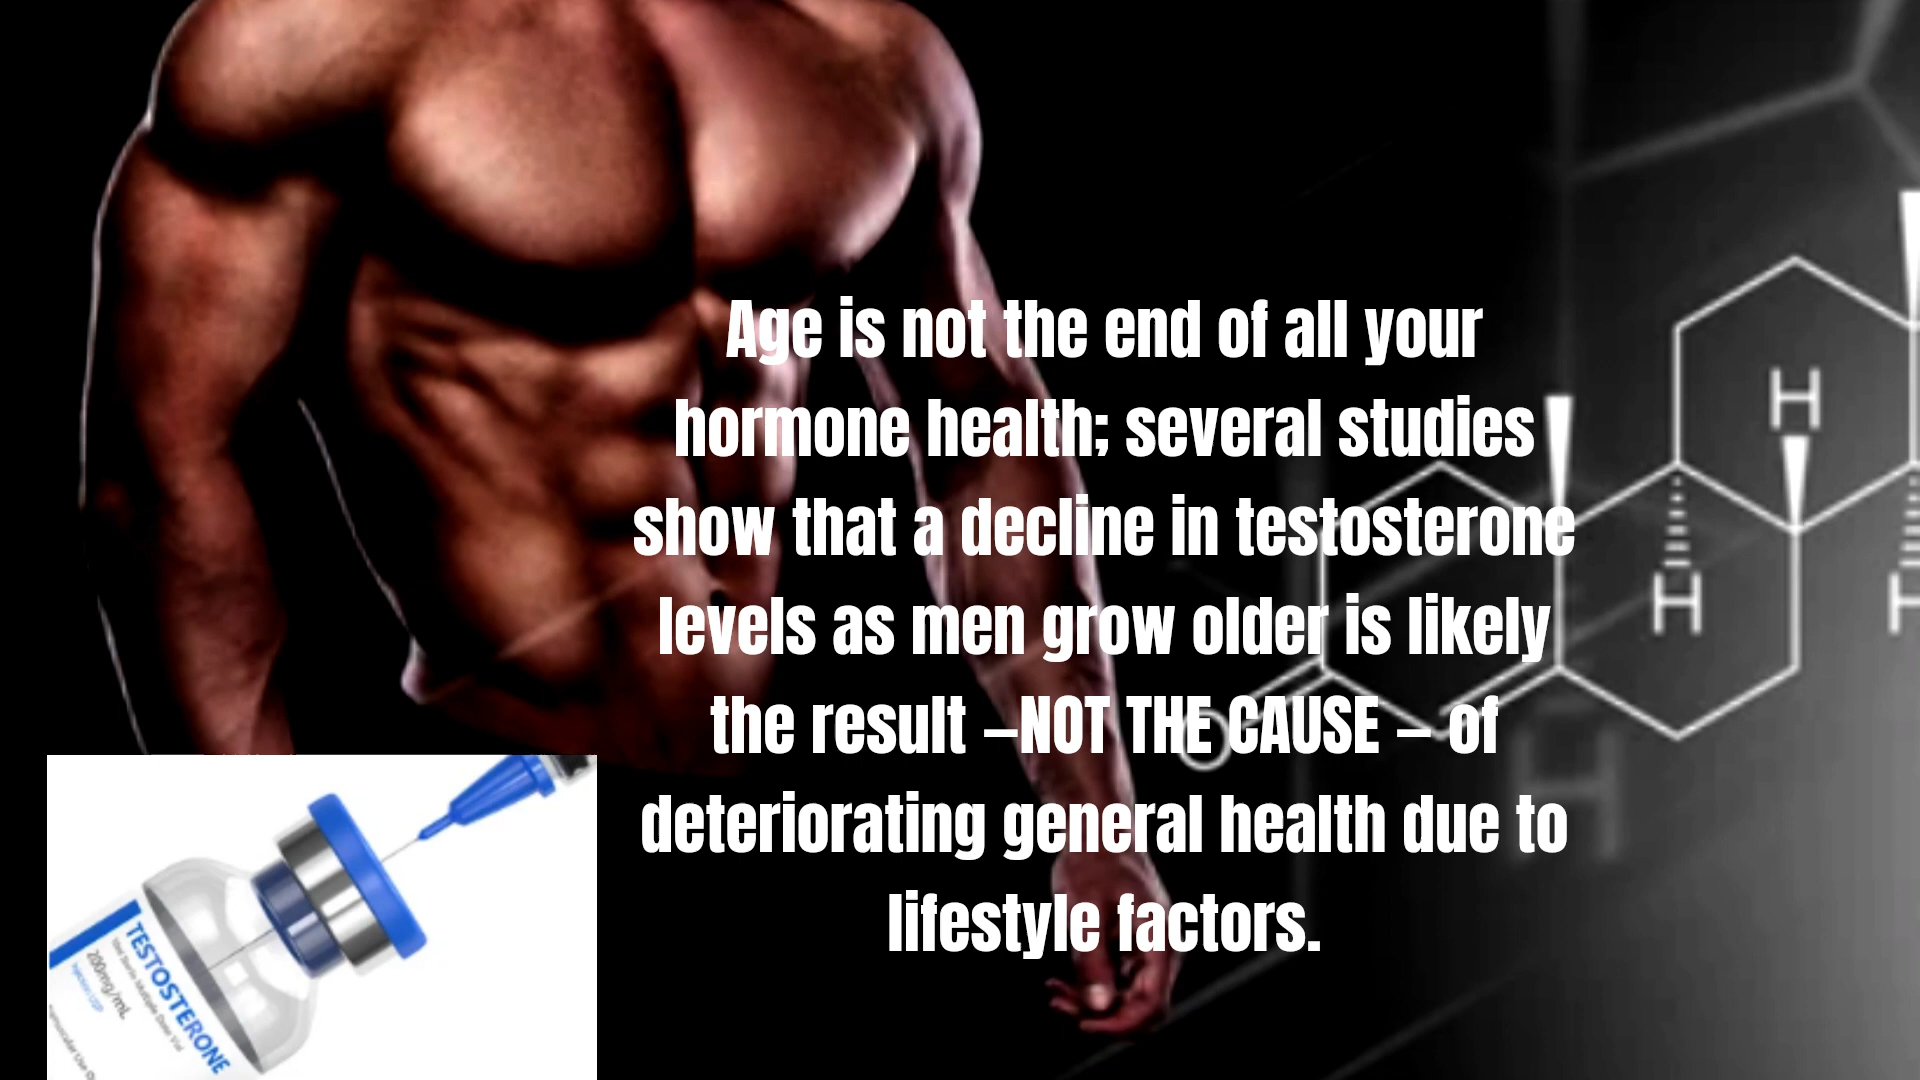 Age is not the end of all your
hormone health; several studies
show that a decline in testosterone
levels as men grow older is likely
the result –NOT THE CAUSE – of
deteriorating general health due to
lifestyle factors.
H
H
H
H
O
TESTOSTERONE
200mg/mL